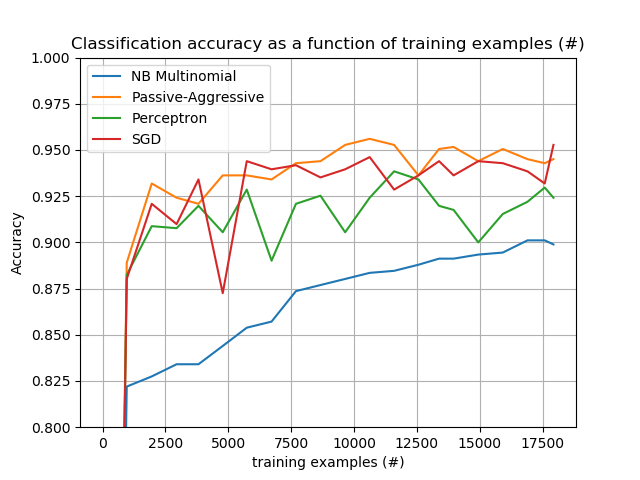 Classification accuracy as a function of training examples (#)
1.000
0.975
0.950
0.925
0.900
0.875
0.850
0.825
0.800
Accuracy
NB Multinomial
Passive-Aggressive
Perceptron
SGD
0 2500 5000 7500 10000 12500 15000 17500
training examples (#)